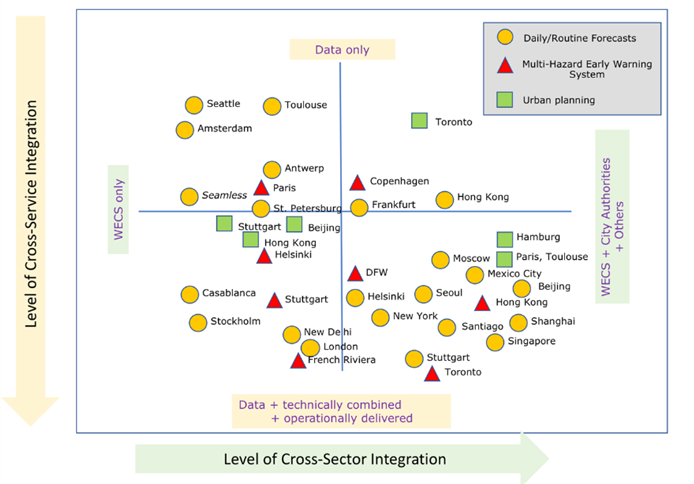 Data only
Daily/Routine Forecasts
Multi-Hazard Early Warning
System
Urban planning
Level of Cross-Service Integration
WECS only
WECS + City Authorities
+ Others
Seattle
Toulouse
Amsterdam
Toronto
Antwerp
Paris
Copenhagen
Seamless
St. Petersburg
Frankfurt
Hong Kong
Stuttgart
Beijing
Hong Kong
Helsinki
Hamburg
Moscow
Paris, Toulouse
DFW
Mexico City
Casablanca
Stuttgart
Helsinki
Seoul
Beijing
Hong Kong
Stockholm
New York
Santiago
Shanghai
New Delhi
London
French Riviera
Singapore
Stuttgart
Toronto
Data + technically combined
+ operationally delivered
Level of Cross-Sector Integration